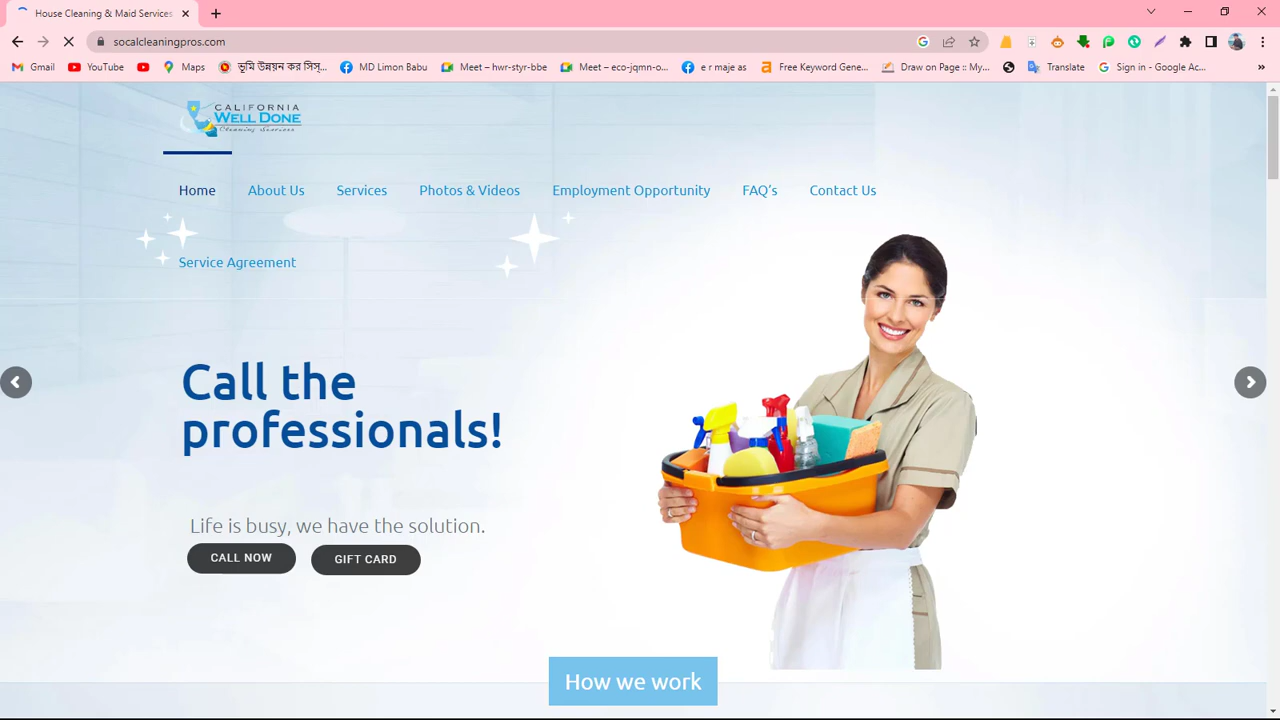 House Cleaning & Maid Services
socalcleaningpros.com
Gmail
YouTube
Maps
ভূমি উন্নয়ন কর সিস্...
MD Limon Babu
Meet – hwr-styr-bbe
Meet – eco-jqmn-o...
e r maje as
Free Keyword Gene...
Draw on Page :: My...
Translate
Sign in - Google Ac...
CALIFORNIA
WELL DONE
Cleaning Services
Home
About Us
Services
Photos & Videos
Employment Opportunity
FAQ's
Contact Us
Service Agreement
Call the
professionals!
Life is busy, we have the solution.
CALL NOW
GIFT CARD
How we work